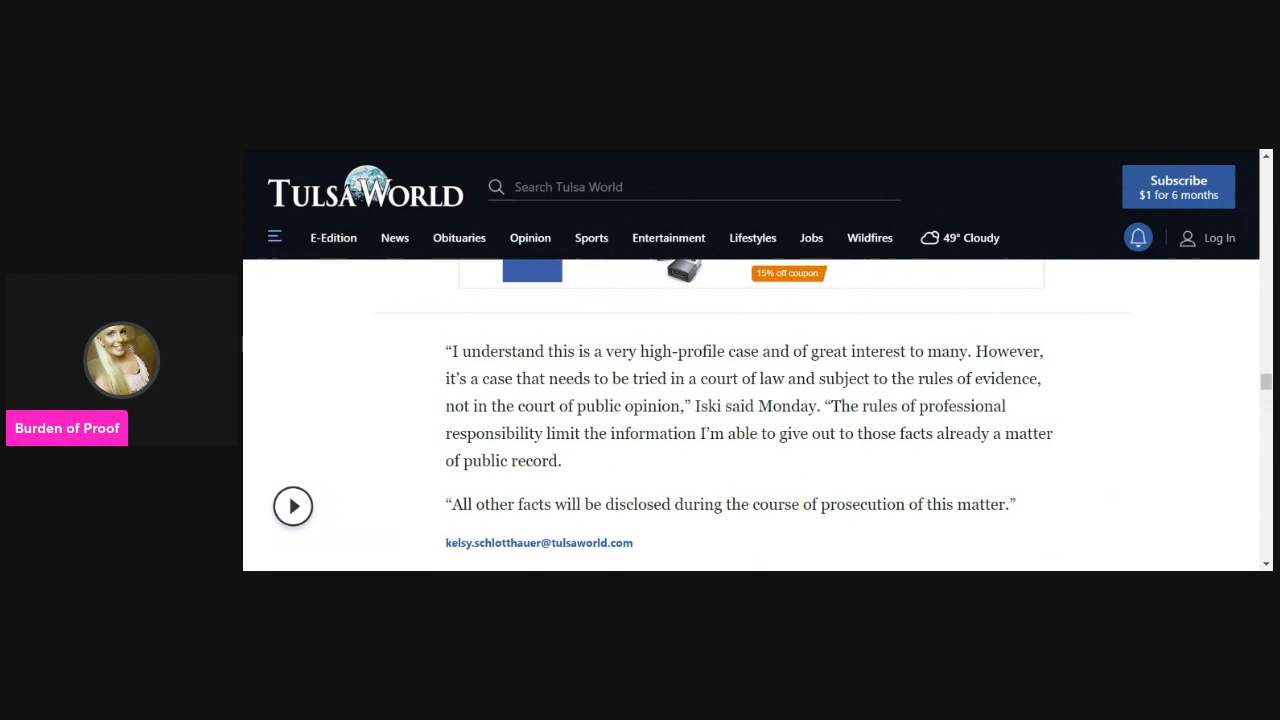 TULSA WORLD
Search Tulsa World
Subscribe
$1 for 6 months
E-Edition News Obituaries Opinion Sports Entertainment Lifestyles Jobs Wildfires 49° Cloudy Log In
15% off coupon
“I understand this is a very high-profile case and of great interest to many. However,
it’s a case that needs to be tried in a court of law and subject to the rules of evidence,
not in the court of public opinion,” Iski said Monday. “The rules of professional
responsibility limit the information I’m able to give out to those facts already a matter
of public record.
“All other facts will be disclosed during the course of prosecution of this matter.”
kelsy.schlotthauer@tulsaworld.com
Burden of Proof